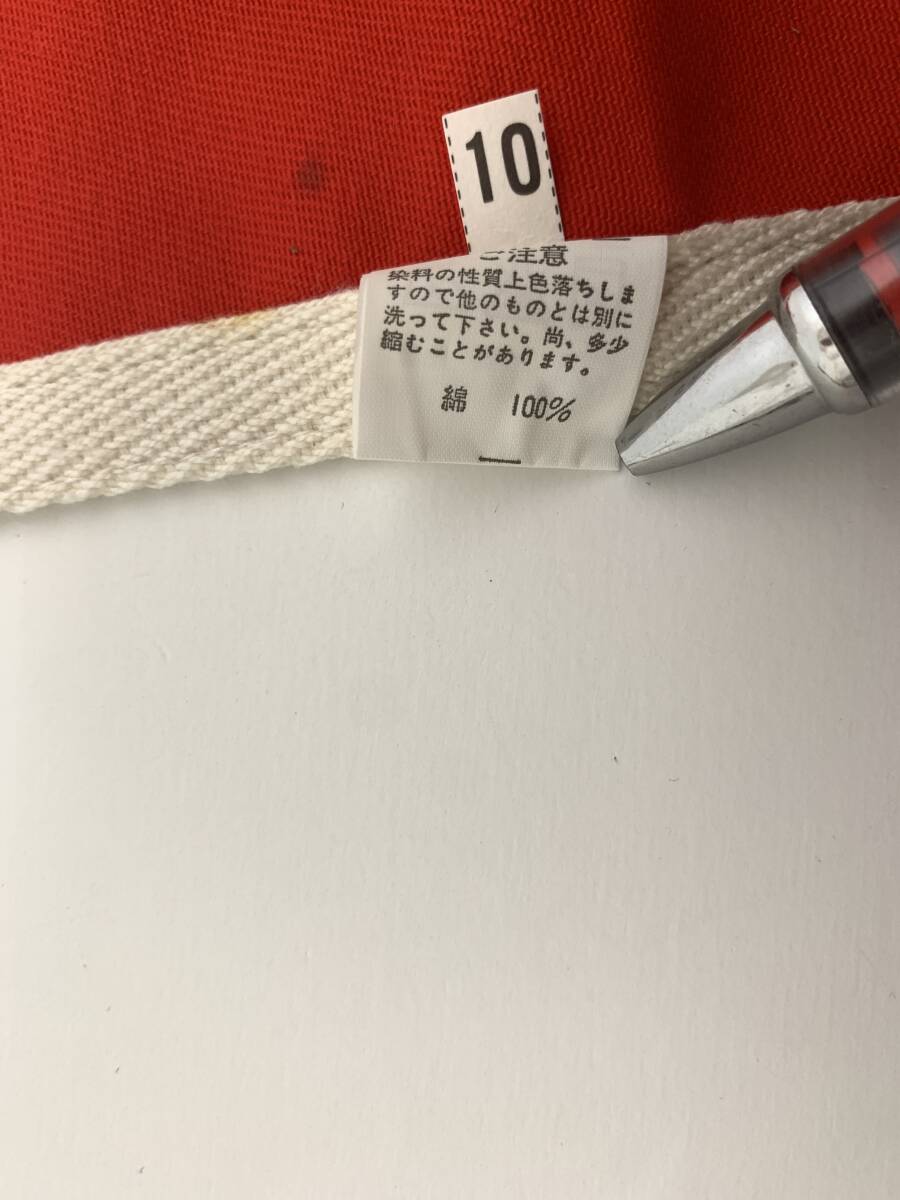 10
ご注意
染料の性質上色落ちしま
すので他のものとは別に
洗って下さい。尚、多少
縮むことがあります。
綿 100%